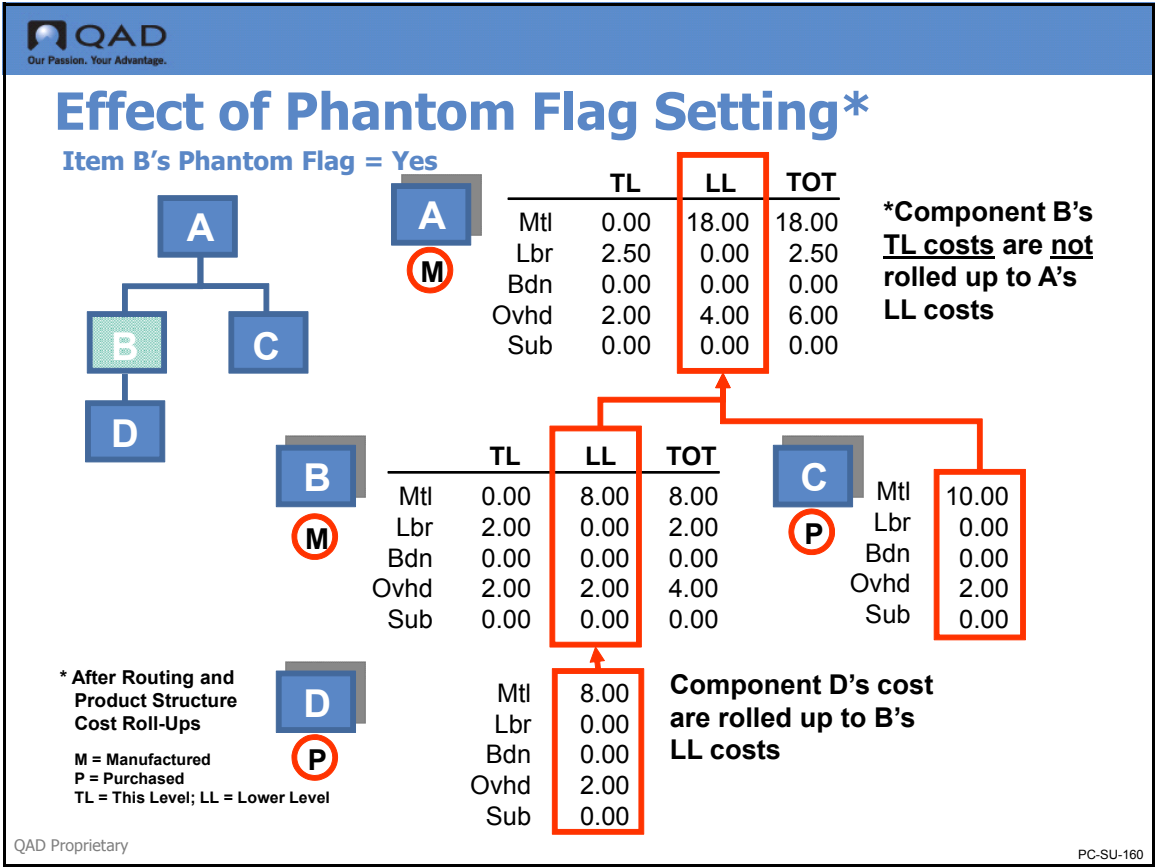 QAD
Our Passion. Your Advantage.
Effect of Phantom Flag Setting*
Item B's Phantom Flag = Yes
A
B
C
D
A
M
TL LL TOT
Mtl 0.00 18.00 18.00
Lbr 2.50 0.00 2.50
Bdn 0.00 0.00 0.00
Ovhd 2.00 4.00 6.00
Sub 0.00 0.00 0.00
*Component B's
TL costs are not
rolled up to A's
LL costs
B
M
TL LL TOT
Mtl 0.00 8.00 8.00
Lbr 2.00 0.00 2.00
Bdn 0.00 0.00 0.00
Ovhd 2.00 2.00 4.00
Sub 0.00 0.00 0.00
C
P
Mtl 10.00
Lbr 0.00
Bdn 0.00
Ovhd 2.00
Sub 0.00
* After Routing and
Product Structure
Cost Roll-Ups
M = Manufactured
P = Purchased
TL = This Level; LL = Lower Level
D
P
Mtl 8.00
Lbr 0.00
Bdn 0.00
Ovhd 2.00
Sub 0.00
Component D's cost
are rolled up to B's
LL costs
QAD Proprietary
PC-SU-160